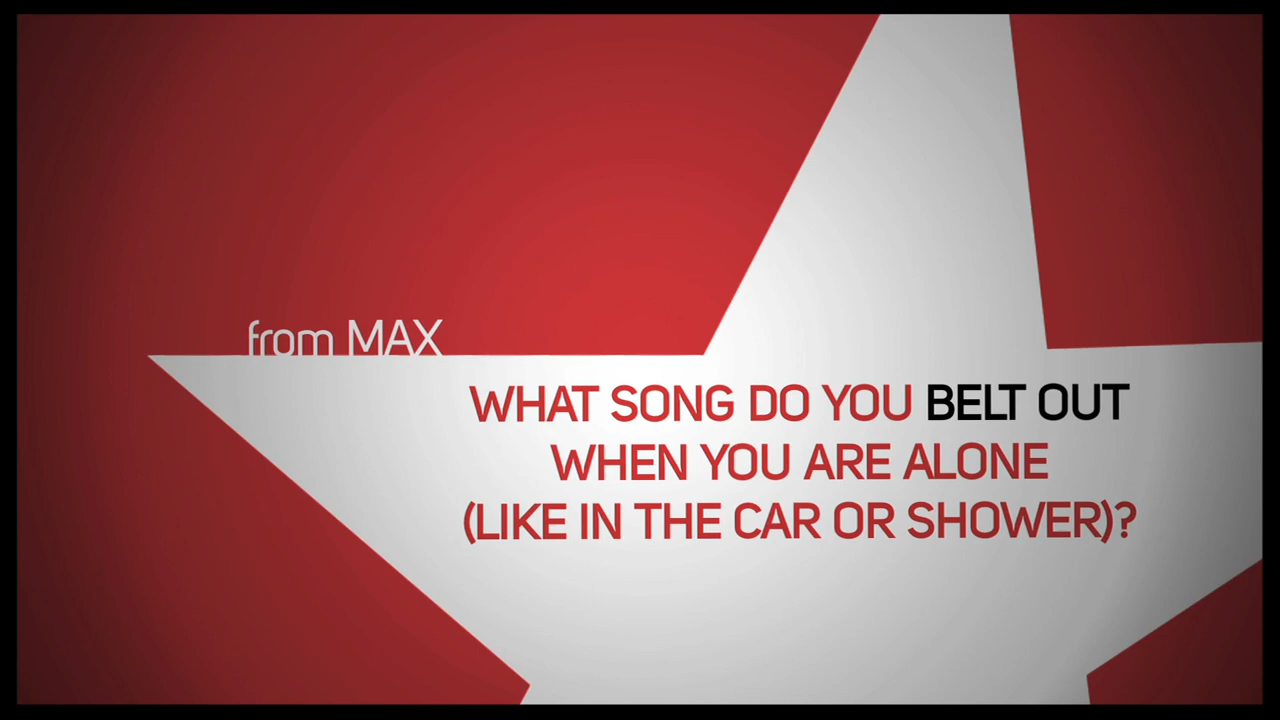 from MAX
WHAT SONG DO YOU BELT OUT
WHEN YOU ARE ALONE
(LIKE IN THE CAR OR SHOWER)?